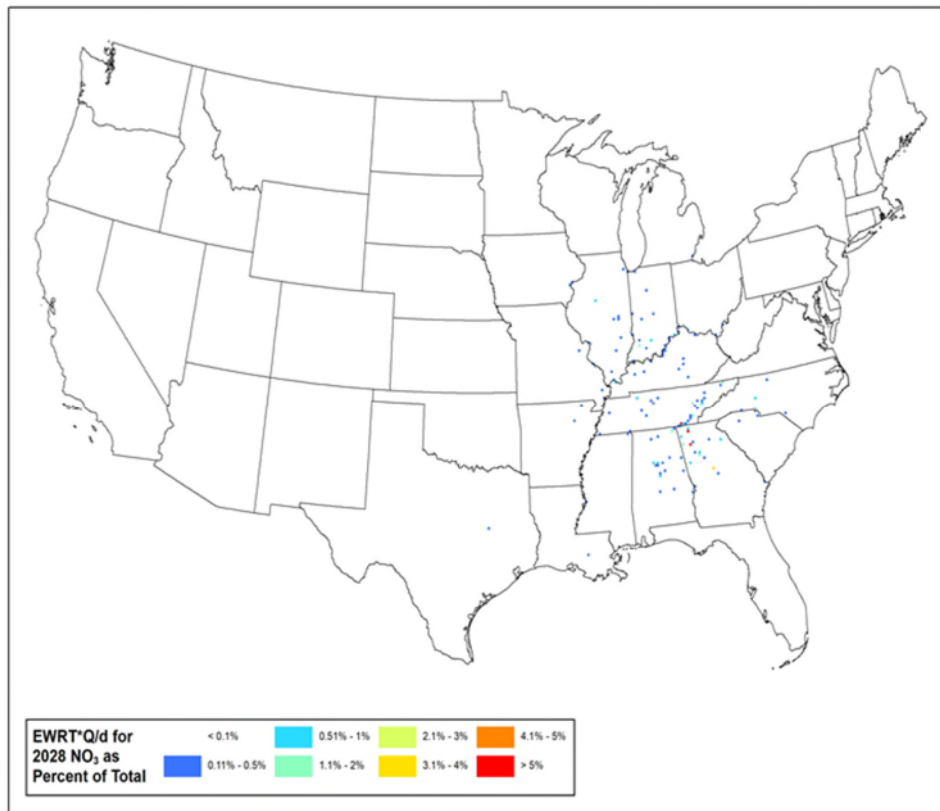 EWRT*Q/d for
2028 NO₃ as
Percent of Total
< 0.1%
0.51% - 1%
2.1% - 3%
4.1% - 5%
0.11% - 0.5%
1.1% - 2%
3.1% - 4%
> 5%